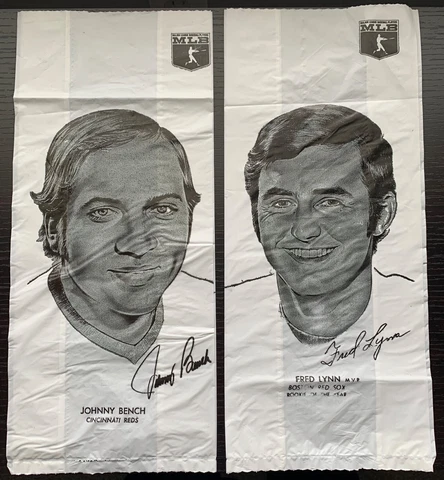 MLB
Johnny Bench
JOHNNY BENCH
CINCINNATI REDS
MLB
Fred Lynn
FRED LYNN M.V.P.
BOSTON RED SOX
ROOKIE OF THE YEAR